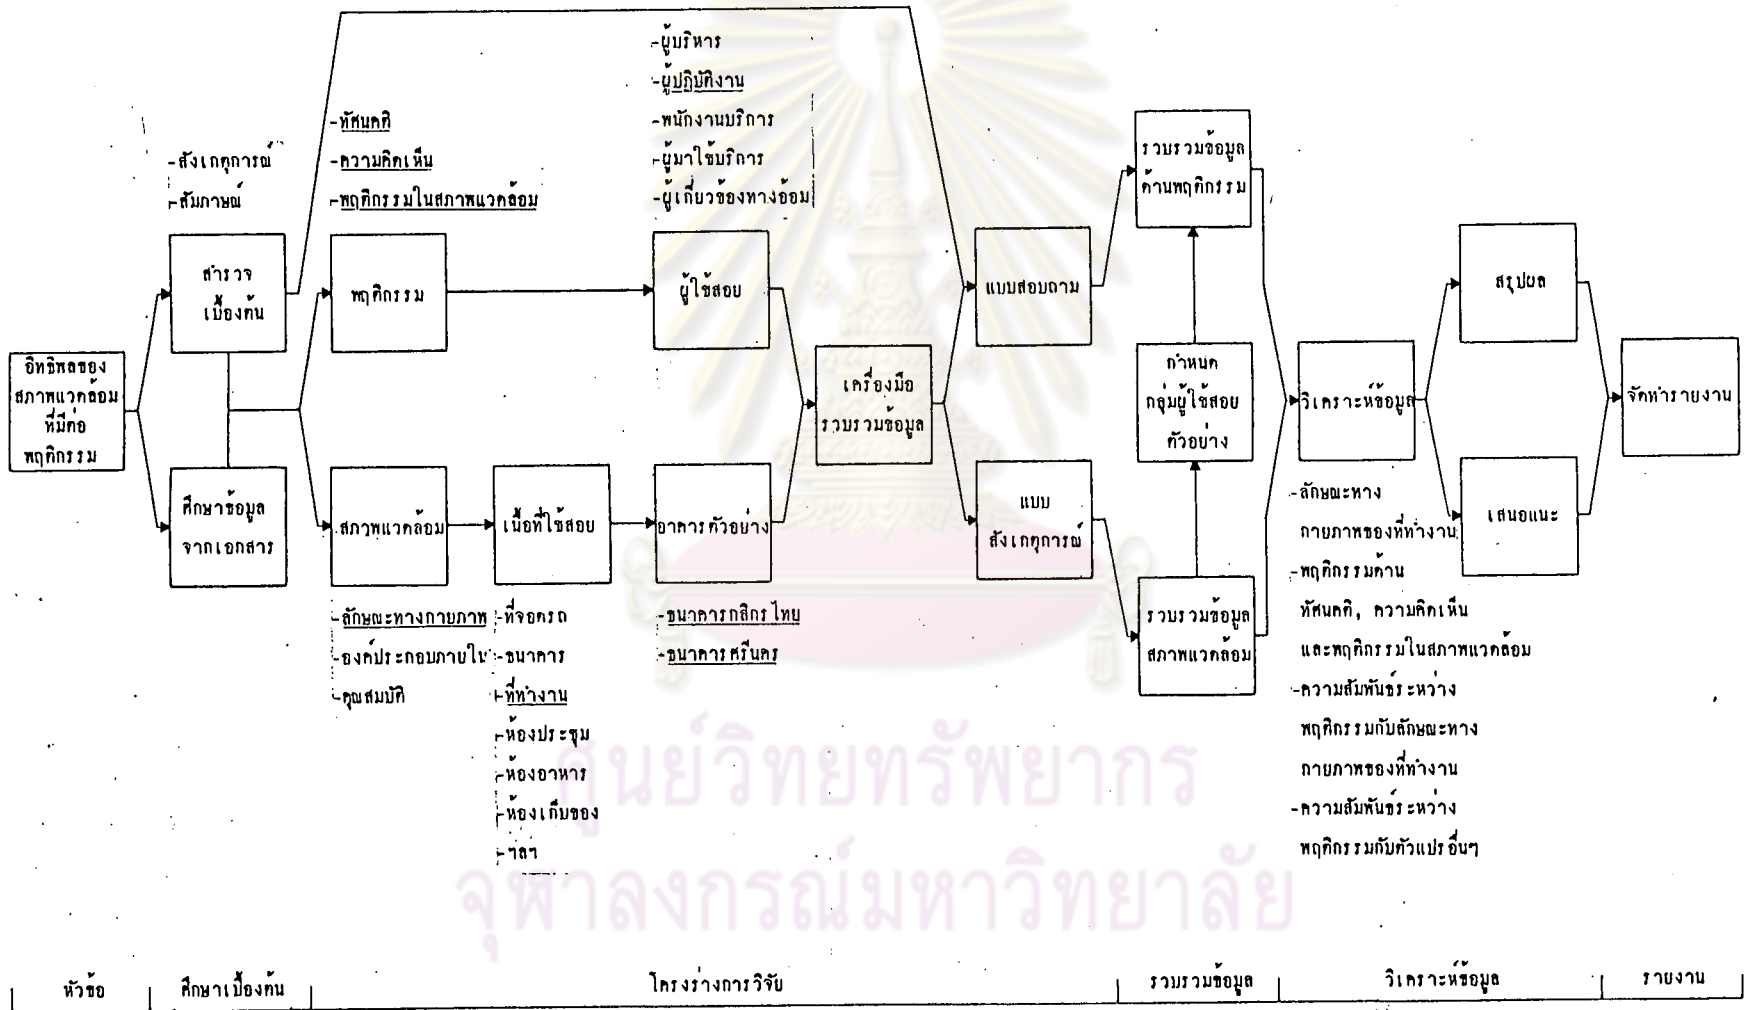 -ผู้บริหาร
-ผู้ปฏิบัติงาน
-พนักงานบริการ
-ผู้มาใช้บริการ
-ผู้เกี่ยวข้องทางอ้อม
-ทัศนคติ
-ความคิดเห็น
-พฤติกรรมในสภาพแวดล้อม
-สังเกตุการณ์
-สัมภาษณ์
สำรวจ
เบื้องต้น
พฤติกรรม
ผู้ใช้สอย
แบบสอบถาม
รวบรวมข้อมูล
ด้านพฤติกรรม
สรุปผล
อิทธิพลของ
สภาพแวดล้อม
ที่มีต่อ
พฤติกรรม
เครื่องมือ
รวบรวมข้อมูล
กำหนด
กลุ่มผู้ใช้สอย
ตัวอย่าง
วิเคราะห์ข้อมูล
จัดทำรายงาน
ศึกษาข้อมูล
จากเอกสาร
สภาพแวดล้อม
เนื้อที่ใช้สอย
อาคารตัวอย่าง
แบบ
สังเกตุการณ์
เสนอแนะ
รวบรวมข้อมูล
สภาพแวดล้อม
-ลักษณะทางกายภาพ
-องค์ประกอบภายใน
-คุณสมบัติ
-ที่จอดรถ
-ธนาคาร
-ที่ทำงาน
-ห้องประชุม
-ห้องอาหาร
-ห้องเก็บของ
-ฯลฯ
-ธนาคารกสิกรไทย
-ธนาคารศรีนคร
-ลักษณะทาง
กายภาพของที่ทำงาน
-พฤติกรรมด้าน
ทัศนคติ, ความคิดเห็น
และพฤติกรรมในสภาพแวดล้อม
-ความสัมพันธ์ระหว่าง
พฤติกรรมกับลักษณะทาง
กายภาพของที่ทำงาน
-ความสัมพันธ์ระหว่าง
พฤติกรรมกับตัวแปรอื่นๆ
ศูนย์วิทยทรัพยากร
จุฬาลงกรณ์มหาวิทยาลัย
หัวข้อ
ศึกษาเบื้องต้น
โครงร่างการวิจัย
รวบรวมข้อมูล
วิเคราะห์ข้อมูล
รายงาน